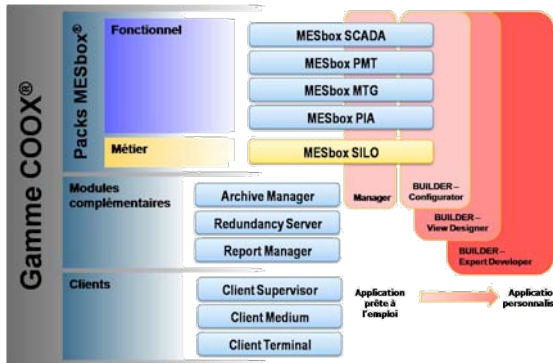 Gamme COOX®
Packs MESbox®
Fonctionnel
MESbox SCADA
MESbox PMT
MESbox MTG
MESbox PIA
Métier
MESbox SILO
Modules
complémentaires
Archive Manager
Redundancy Server
Report Manager
Manager
BUILDER –
Configurator
BUILDER –
View Designer
BUILDER –
Expert Developer
Clients
Client Supervisor
Client Medium
Client Terminal
Application
prête à
l'emploi
Applicatio
personnalis